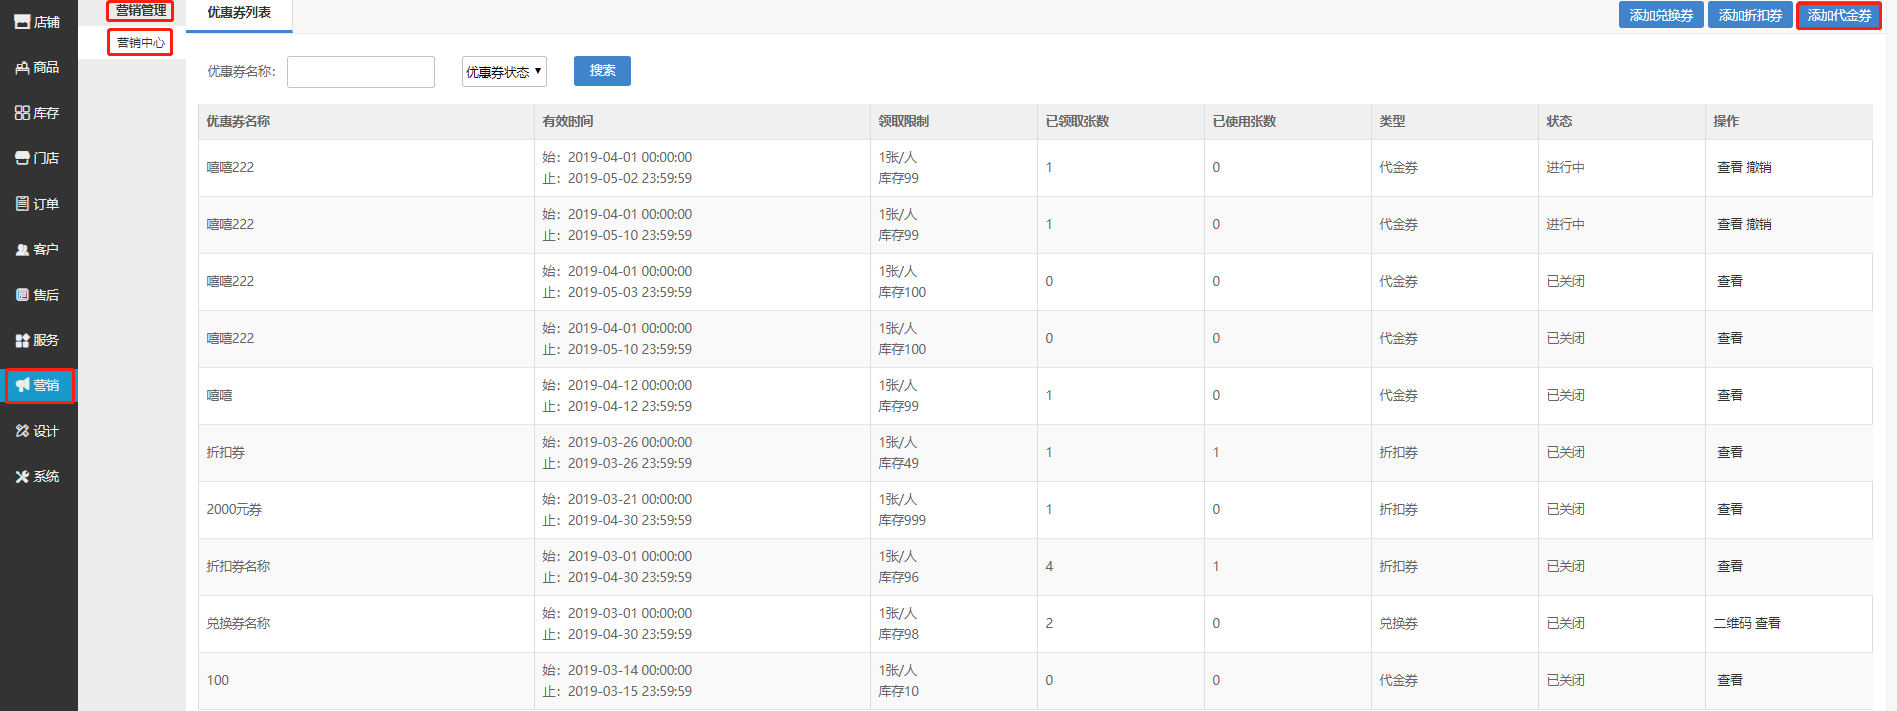 店铺
商品
库存
门店
订单
客户
售后
服务
营销
设计
系统
营销管理
营销中心
优惠券列表
添加兑换券 添加折扣券 添加代金券
优惠券名称： 优惠券状态 搜索
优惠券名称 有效时间 领取限制 已领取张数 已使用张数 类型 状态 操作
嘻嘻222 始：2019-04-01 00:00:00 1张/人 1 0 代金券 进行中 查看 撤销
止：2019-05-02 23:59:59 库存99
嘻嘻222 始：2019-04-01 00:00:00 1张/人 1 0 代金券 进行中 查看 撤销
止：2019-05-10 23:59:59 库存99
嘻嘻222 始：2019-04-01 00:00:00 1张/人 0 0 代金券 已关闭 查看
止：2019-05-03 23:59:59 库存100
嘻嘻222 始：2019-04-01 00:00:00 1张/人 0 0 代金券 已关闭 查看
止：2019-05-10 23:59:59 库存100
嘻嘻 始：2019-04-12 00:00:00 1张/人 1 0 代金券 已关闭 查看
止：2019-04-12 23:59:59 库存99
折扣券 始：2019-03-26 00:00:00 1张/人 1 1 折扣券 已关闭 查看
止：2019-03-26 23:59:59 库存49
2000元券 始：2019-03-21 00:00:00 1张/人 1 0 折扣券 已关闭 查看
止：2019-04-30 23:59:59 库存999
折扣券名称 始：2019-03-01 00:00:00 1张/人 4 1 折扣券 已关闭 查看
止：2019-04-30 23:59:59 库存96
兑换券名称 始：2019-03-01 00:00:00 1张/人 2 0 兑换券 已关闭 二维码 查看
止：2019-04-30 23:59:59 库存98
100 始：2019-03-14 00:00:00 1张/人 0 0 代金券 已关闭 查看
止：2019-03-15 23:59:59 库存10